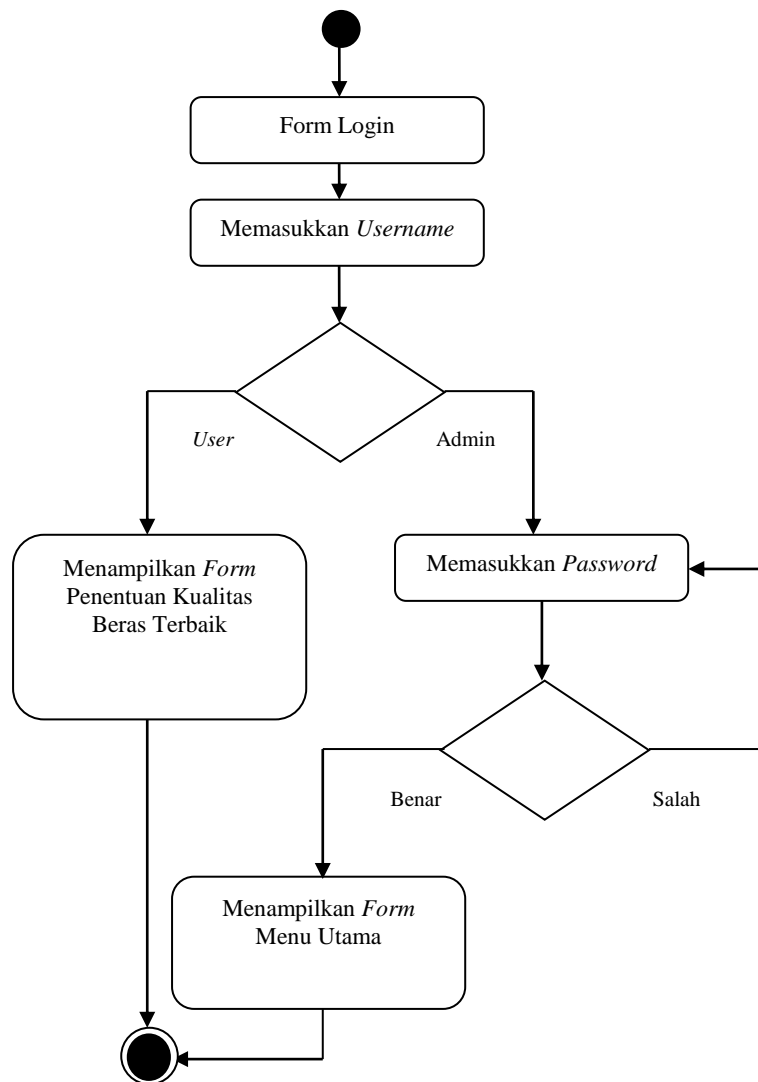 Form Login
Memasukkan Username
User
Admin
Menampilkan Form
Penentuan Kualitas
Beras Terbaik
Memasukkan Password
Benar
Salah
Menampilkan Form
Menu Utama